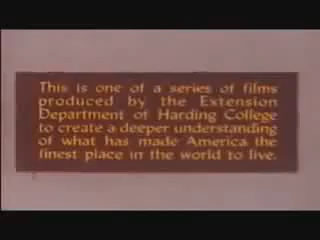 This is one of a series of films
produced by the Extension
Department of Harding College
to create a deeper understanding
of what has made America the
finest place in the world to live.